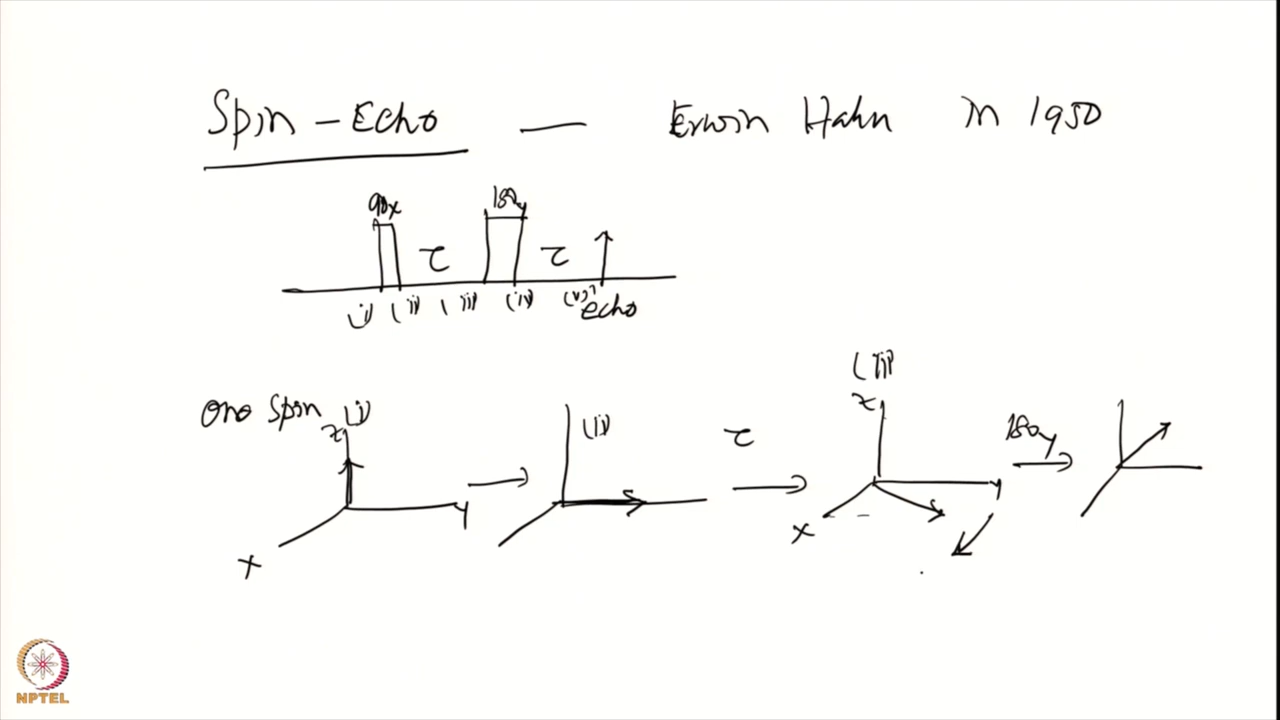 Spin - Echo — Erwin Hahn in 1950
90x 180y
τ τ
(i) (ii) (iii) (iv) (v)
echo
(iii)
One Spin (i) (ii) τ 180y
z z
y y
x x
NPTEL